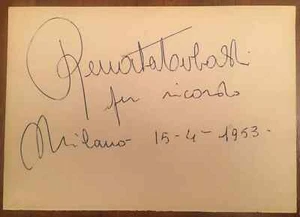 Renata Tebaldi
per ricordo
Milano 15-4-1953-